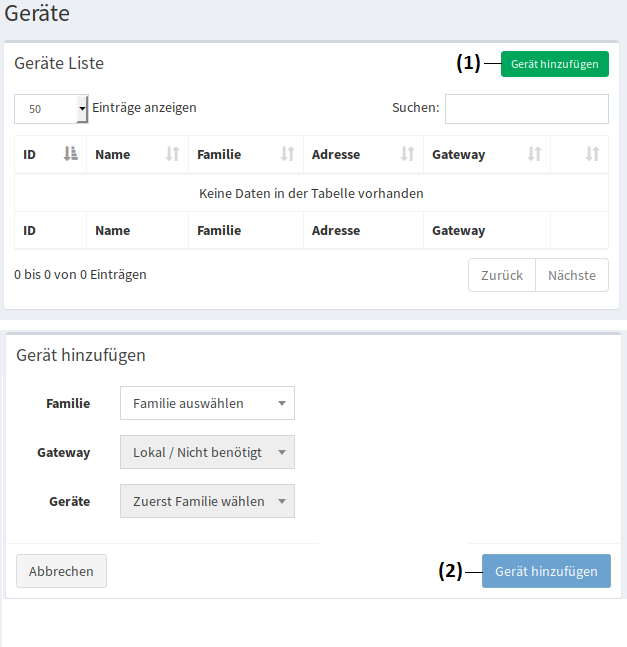 Geräte
Geräte Liste (1) Gerät hinzufügen
50 Einträge anzeigen Suchen:
ID Name Familie Adresse Gateway
Keine Daten in der Tabelle vorhanden
ID Name Familie Adresse Gateway
0 bis 0 von 0 Einträgen Zurück Nächste
Gerät hinzufügen
Familie Familie auswählen
Gateway Lokal / Nicht benötigt
Geräte Zuerst Familie wählen
Abbrechen (2) Gerät hinzufügen